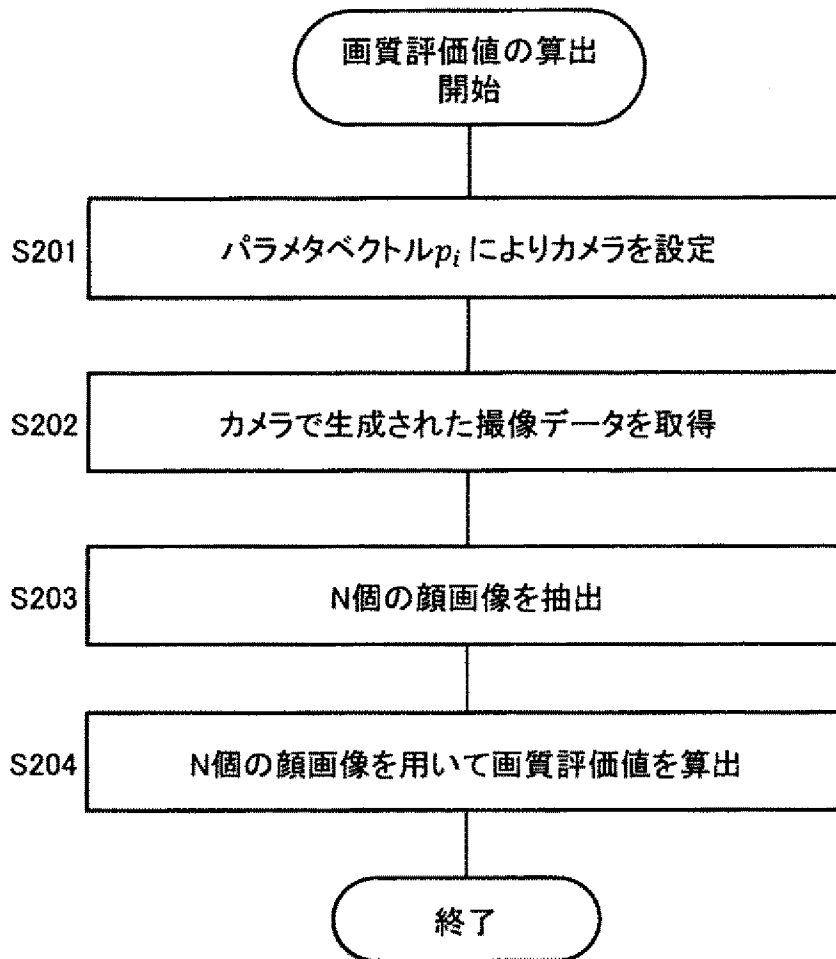 画質評価値の算出
開始
S201
パラメタベクトルp_i によりカメラを設定
S202
カメラで生成された撮像データを取得
S203
N個の顔画像を抽出
S204
N個の顔画像を用いて画質評価値を算出
終了